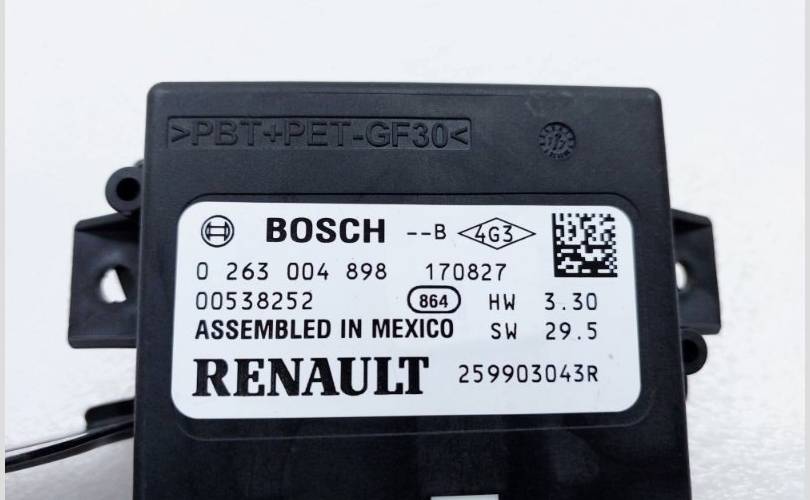 >PBT+PET-GF30<
BOSCH --B 4G3
0 263 004 898 170827
00538252 864 HW 3.30
ASSEMBLED IN MEXICO SW 29.5
RENAULT 259903043R